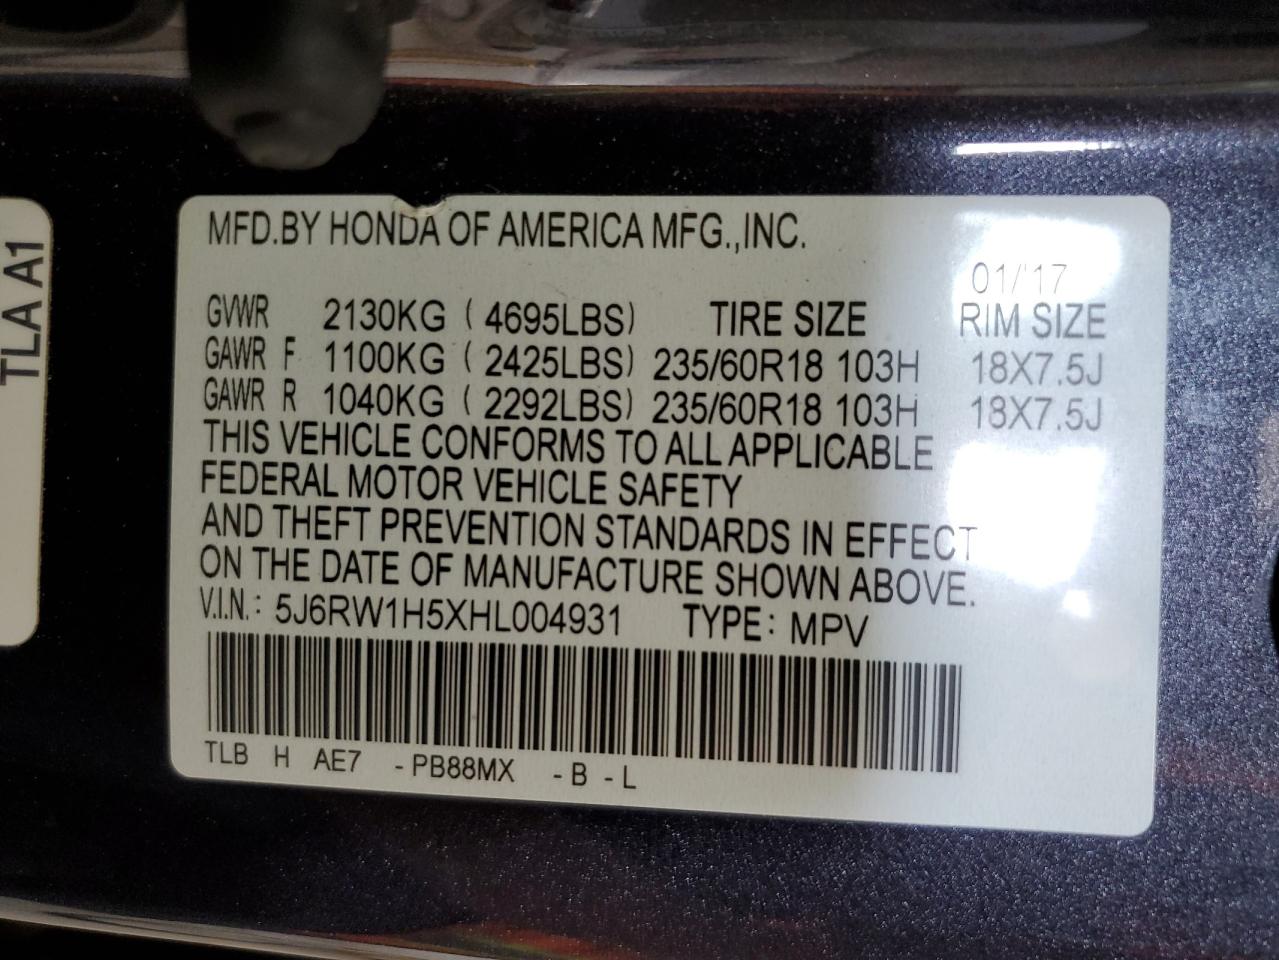 TLA A1
MFD.BY HONDA OF AMERICA MFG.,INC.
01/'17
GVWR 2130KG ( 4695LBS) TIRE SIZE RIM SIZE
GAWR F 1100KG ( 2425LBS) 235/60R18 103H 18X7.5J
GAWR R 1040KG ( 2292LBS) 235/60R18 103H 18X7.5J
THIS VEHICLE CONFORMS TO ALL APPLICABLE
FEDERAL MOTOR VEHICLE SAFETY
AND THEFT PREVENTION STANDARDS IN EFFECT
ON THE DATE OF MANUFACTURE SHOWN ABOVE.
V.I.N.: 5J6RW1H5XHL004931 TYPE: MPV
TLB H AE7 -PB88MX -B -L